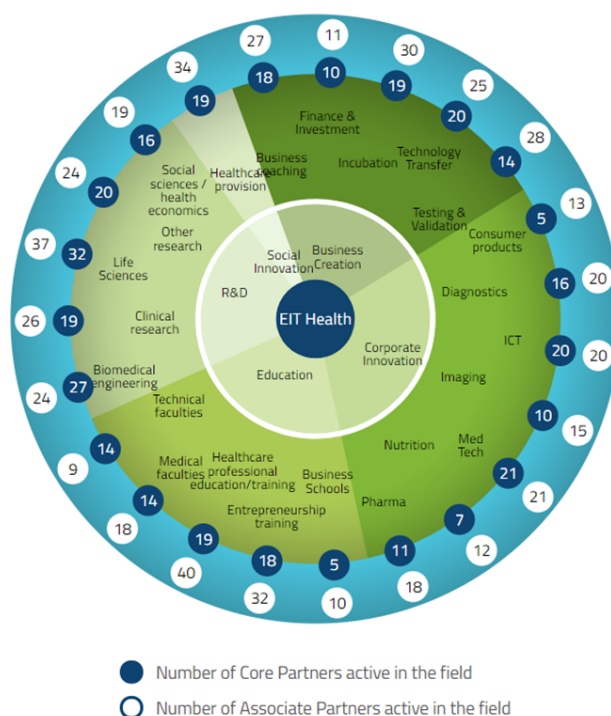 11
27
30
34
10
18
19
25
19
19
20
Finance &
Investment
28
16
Business
coaching
Incubation
Technology
Transfer
14
24
Social
sciences /
health
economics
Healthcare
provision
13
20
Testing &
Validation
5
Other
research
Consumer
products
37
32
Social
Innovation
Business
Creation
Life
Sciences
16
20
R&D
Diagnostics
26
19
Clinical
research
EIT Health
ICT
20
20
Corporate
Innovation
Biomedical
engineering
Education
Imaging
24
27
Technical
faculties
10
15
Nutrition
Med
Tech
14
9
Medical
faculties
Healthcare
professional
education/training
Business
Schools
21
21
14
Pharma
Entrepreneurship
training
7
18
19
18
5
11
12
40
32
10
18
Number of Core Partners active in the field
Number of Associate Partners active in the field